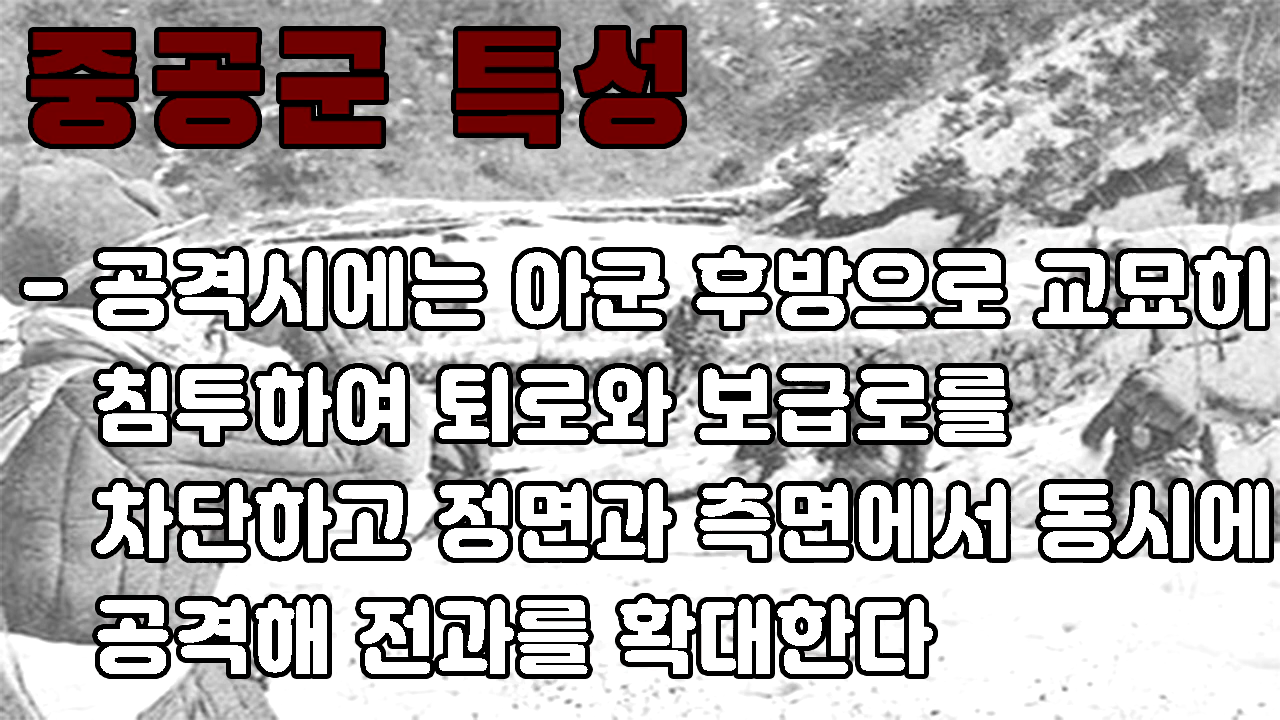 중공군 특성
- 공격시에는 아군 후방으로 교묘히
침투하여 퇴로와 보급로를
차단하고 정면과 측면에서 동시에
공격해 전과를 확대한다